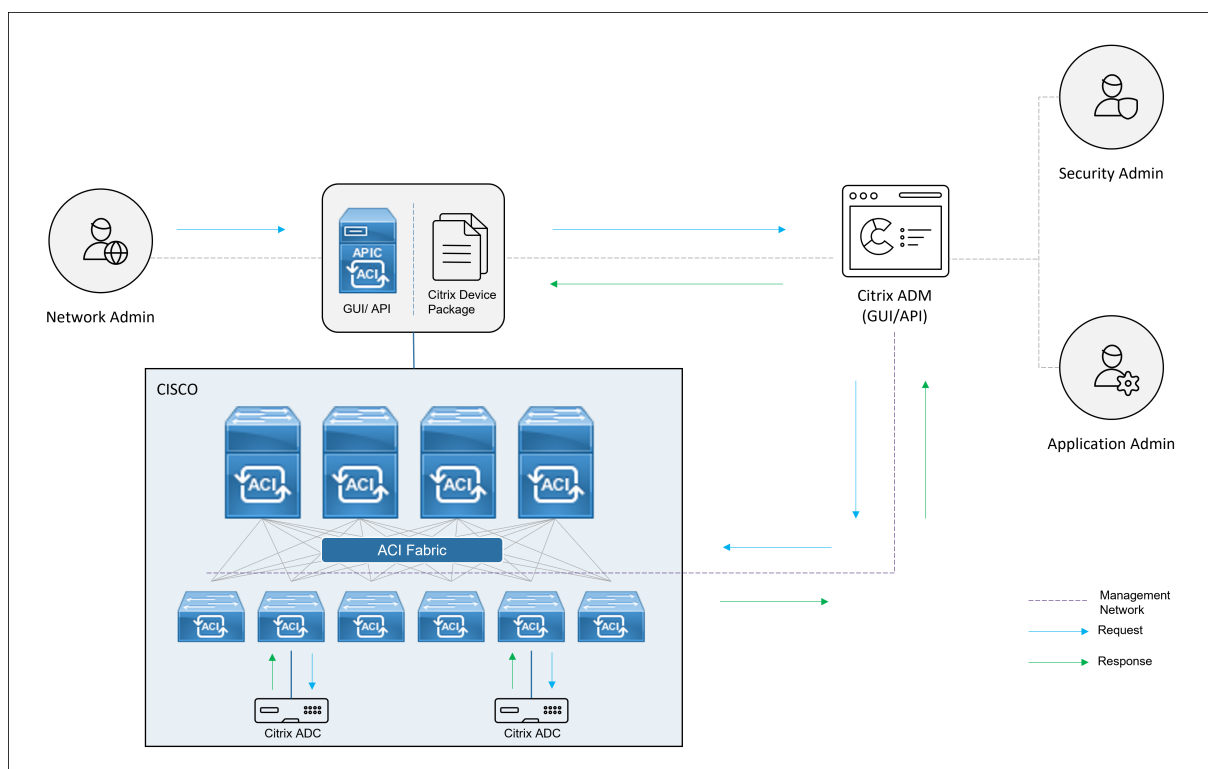 Security Admin
APIC
ACI
GUI/ API
Citrix Device
Package
Network Admin
Citrix ADM
(GUI/API)
CISCO
Application Admin
ACI
ACI
ACI
ACI
ACI Fabric
ACI
ACI
ACI
ACI
ACI
ACI
Citrix ADC
Citrix ADC
Management
Network
Request
Response